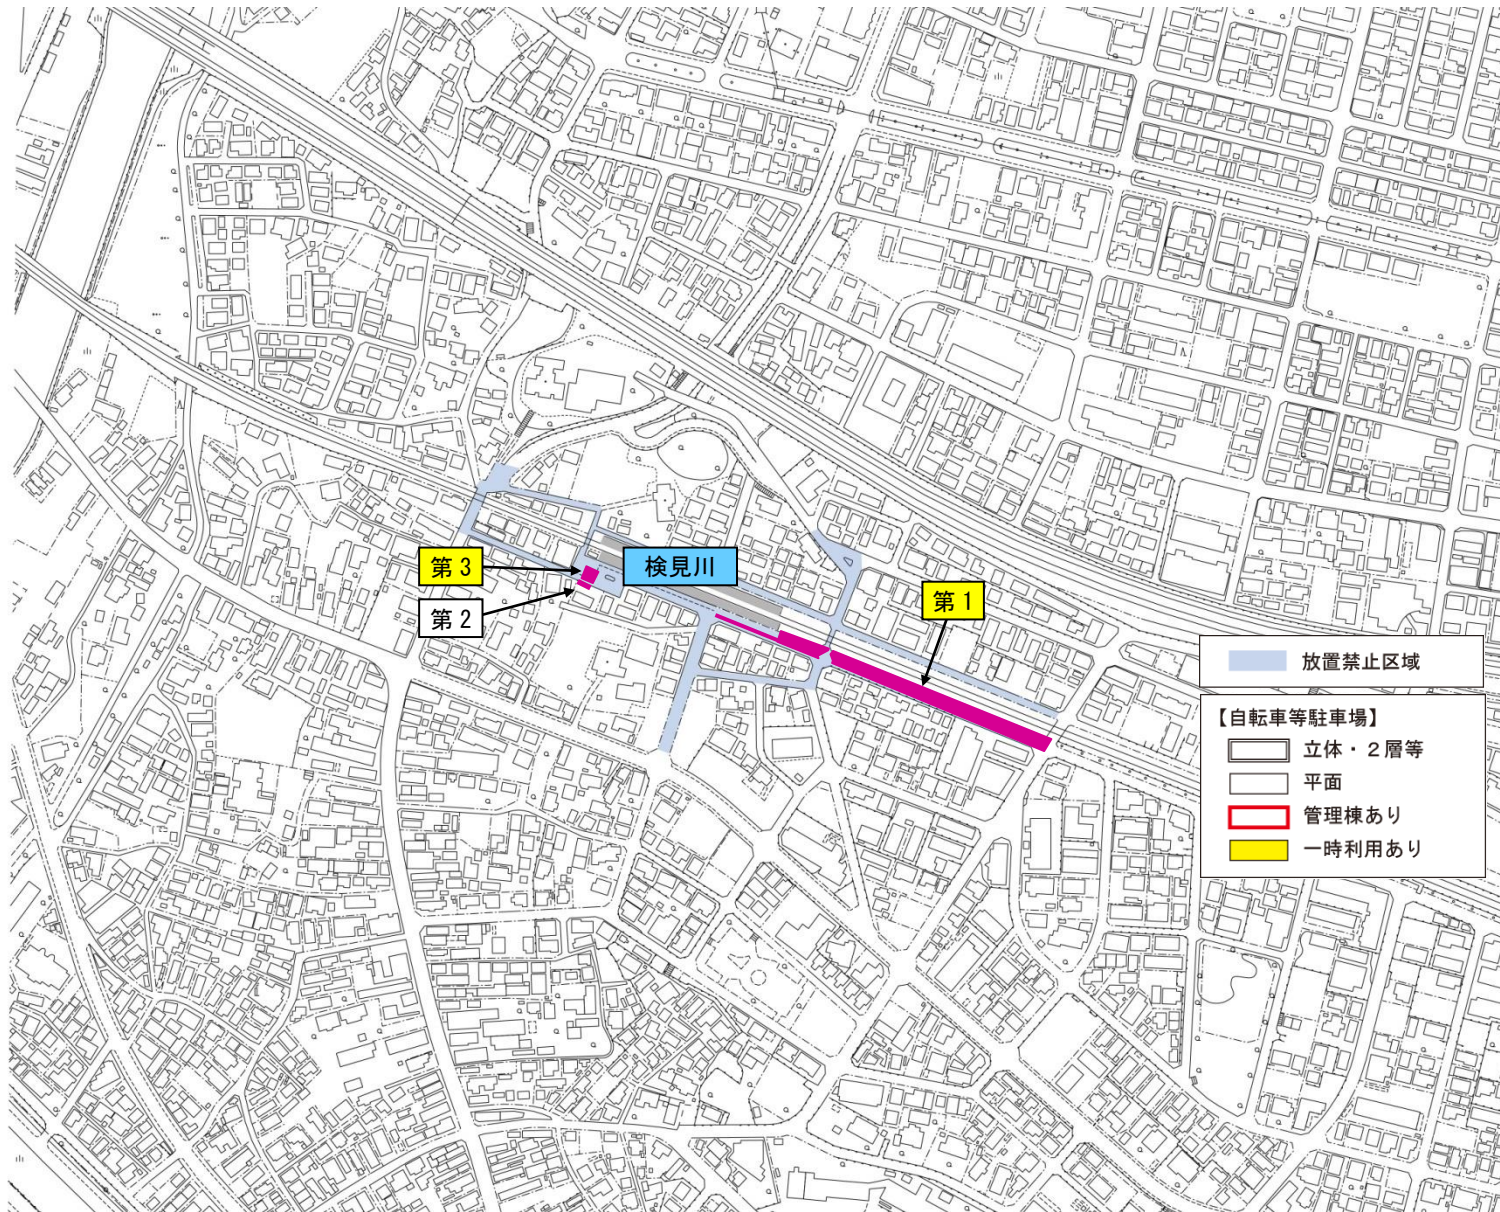 第3
検見川
第2
第1
放置禁止区域
【自転車等駐車場】
立体・2層等
平面
管理棟あり
一時利用あり